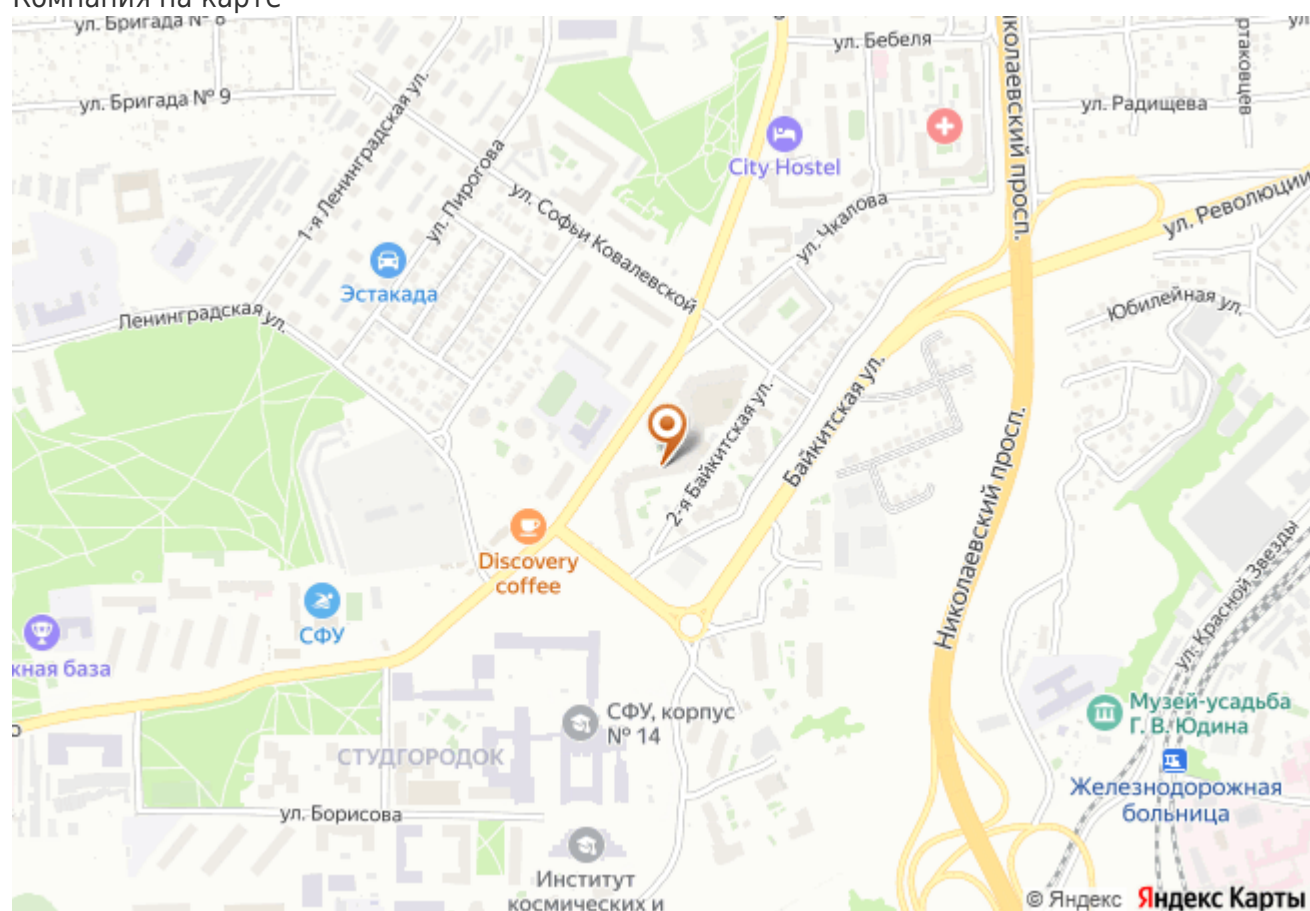 Компания на карте
ул. Бригада № 8
ул. Бебеля
ул. Бригада № 9
1-я Ленинградская ул.
ул. Пирогова
City Hostel
ул. Радищева
ртаковцев
ул
Николаевский просп.
ул. Революции
ул. Софьи Ковалевской
ул. Чкалова
Эстакада
Ленинградская ул.
Юбилейная ул.
2-я Байкитская ул.
Байкитская ул.
Николаевский просп.
Discovery
coffee
СФУ
жная база
ул. Красной Звезды
СФУ, корпус
№ 14
СТУДГОРОДОК
Музей-усадьба
Г. В. Юдина
Железнодорожная
больница
ул. Борисова
Институт
космических и
© Яндекс Яндекс Карты